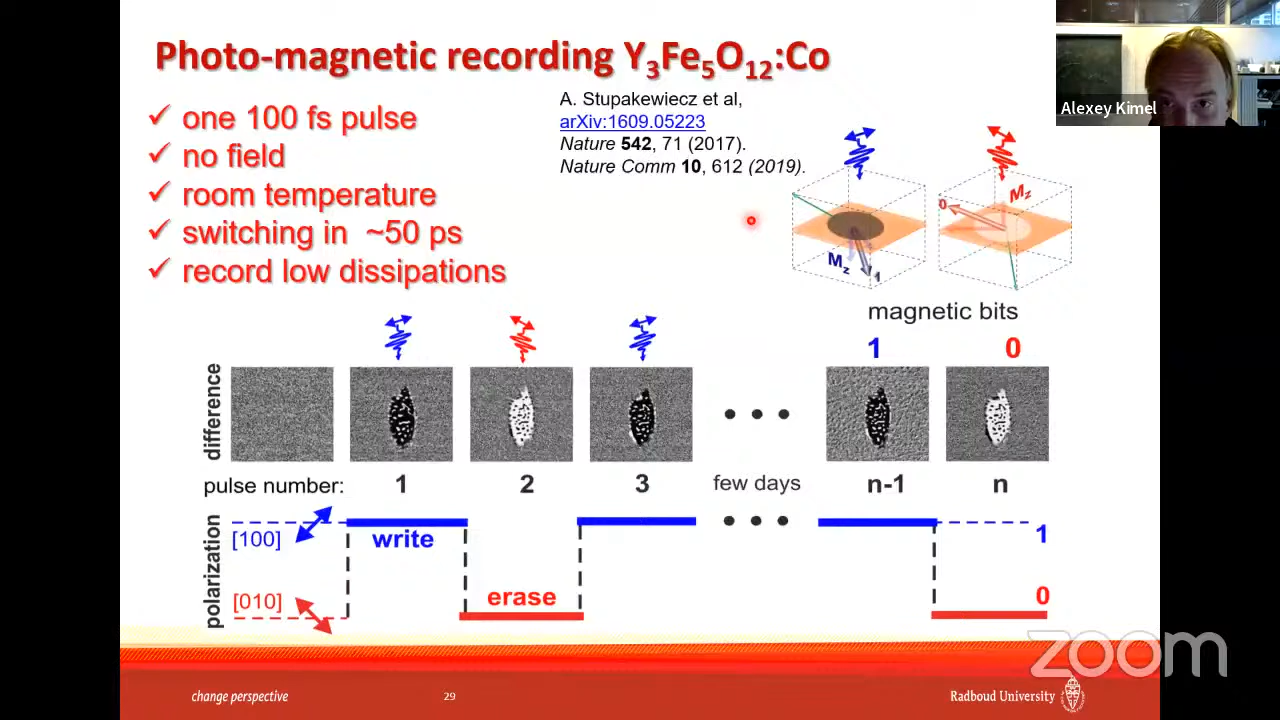 Photo-magnetic recording Y3Fe5O12:Co
Alexey Kimel
✓ one 100 fs pulse
✓ no field
✓ room temperature
✓ switching in ~50 ps
✓ record low dissipations
A. Stupakewiecz et al,
arXiv:1609.05223
Nature 542, 71 (2017).
Nature Comm 10, 612 (2019).
Mz
1
0
Mz
magnetic bits
1 0
difference
pulse number: 1 2 3 few days n-1 n
polarization
[100] write 1
[010] erase 0
zoom
change perspective 29 Radboud University